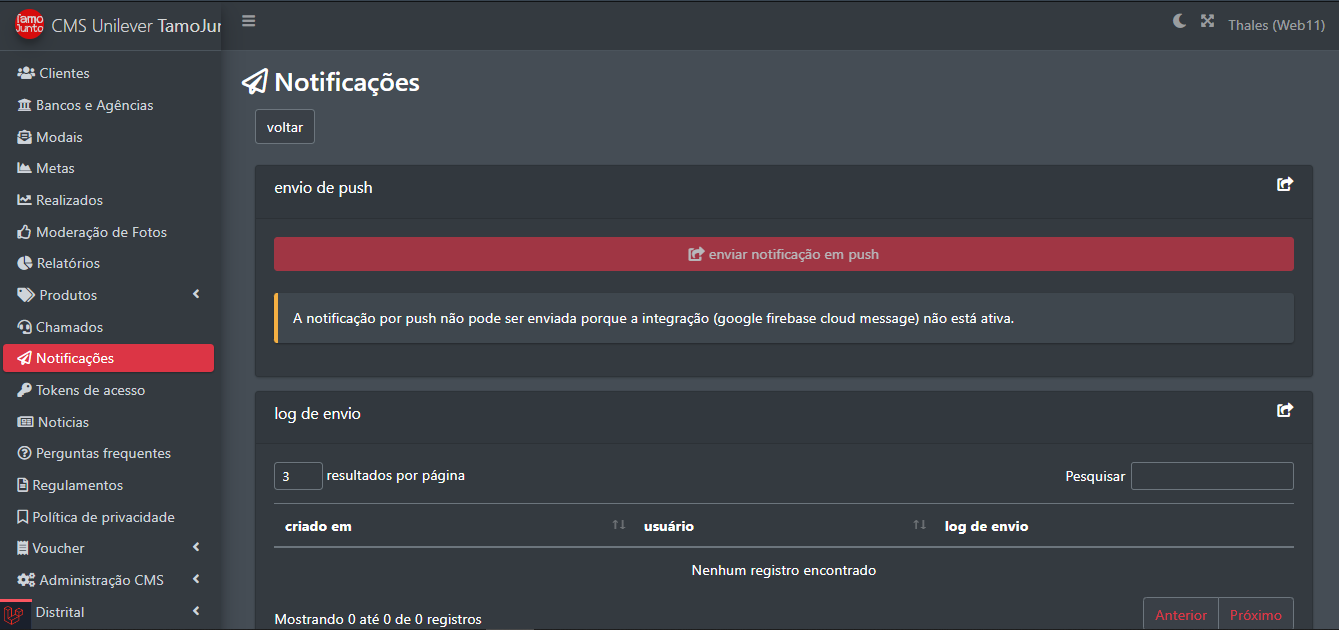 Tamo Junto
CMS Unilever TamoJun
Thales (Web11)
Clientes
Bancos e Agências
Modais
Metas
Realizados
Moderação de Fotos
Relatórios
Produtos
Chamados
Notificações
Tokens de acesso
Noticias
Perguntas frequentes
Regulamentos
Política de privacidade
Voucher
Administração CMS
Distrital
Notificações
voltar
envio de push
enviar notificação em push
A notificação por push não pode ser enviada porque a integração (google firebase cloud message) não está ativa.
log de envio
3 resultados por página
Pesquisar
criado em usuário log de envio
Nenhum registro encontrado
Mostrando 0 até 0 de 0 registros
Anterior Próximo